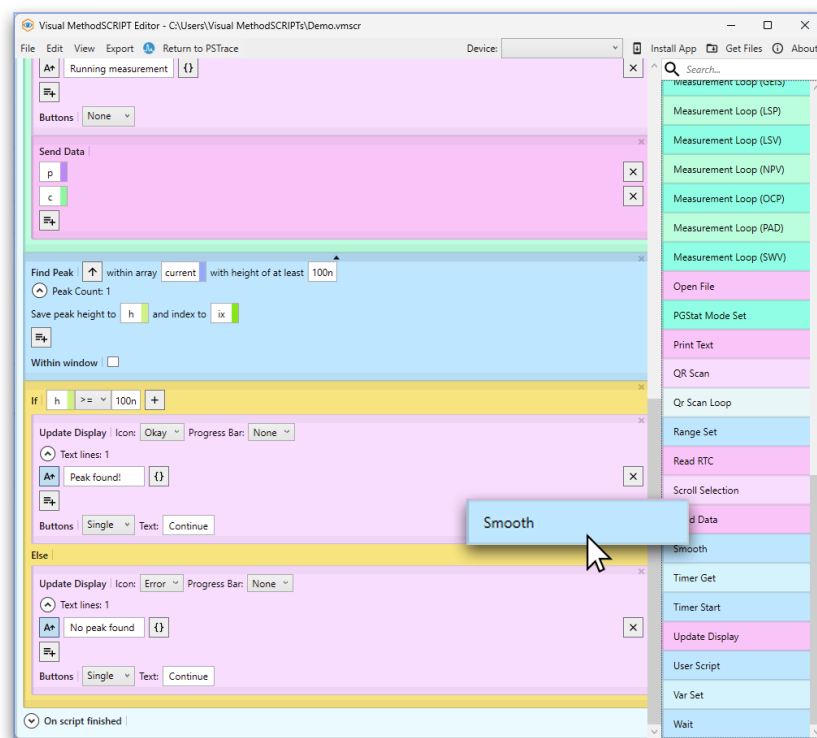 Visual MethodSCRIPT Editor - C:\Users\Visual MethodSCRIPTs\Demo.vmscr
File Edit View Export Return to PSTrace Device: Install App Get Files About
A Running measurement {}
Buttons None
Send Data
p
c
Find Peak within array current with height of at least 100n
Peak Count: 1
Save peak height to h and index to ix
Within window
If h >= 100n +
Update Display Icon: Okay Progress Bar: None
Text lines: 1
A Peak found! {}
Buttons Single Text: Continue
Else
Update Display Icon: Error Progress Bar: None
Text lines: 1
A No peak found {}
Buttons Single Text: Continue
On script finished
Smooth
Search...
Measurement Loop (GEIS)
Measurement Loop (LSP)
Measurement Loop (LSV)
Measurement Loop (NPV)
Measurement Loop (OCP)
Measurement Loop (PAD)
Measurement Loop (SWV)
Open File
PGStat Mode Set
Print Text
QR Scan
Qr Scan Loop
Range Set
Read RTC
Scroll Selection
d Data
Smooth
Timer Get
Timer Start
Update Display
User Script
Var Set
Wait